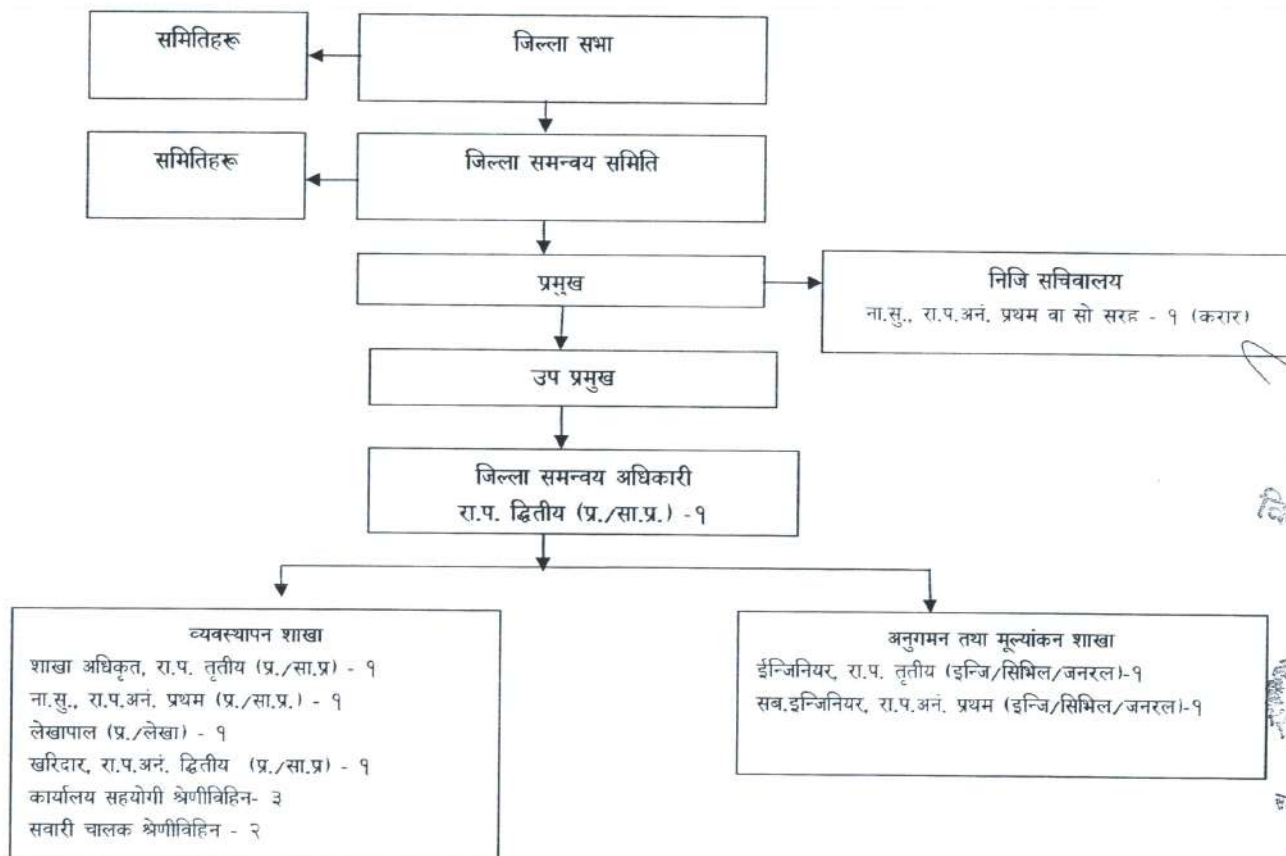 समितिहरू
जिल्ला सभा
समितिहरू
जिल्ला समन्वय समिति
प्रमुख
निजि सचिवालय
ना.सु., रा.प.अनं. प्रथम वा सो सरह - १ (करार)
उप प्रमुख
जिल्ला समन्वय अधिकारी
रा.प. द्वितीय (प्र./सा.प्र.) -१
व्यवस्थापन शाखा
शाखा अधिकृत, रा.प. तृतीय (प्र./सा.प्र) - १
ना.सु., रा.प.अनं. प्रथम (प्र./सा.प्र.) - १
लेखापाल (प्र./लेखा) - १
खरिदार, रा.प.अनं. द्वितीय (प्र./सा.प्र) - १
कार्यालय सहयोगी श्रेणीविहिन- ३
सवारी चालक श्रेणीविहिन - २
अनुगमन तथा मूल्यांकन शाखा
ईन्जिनियर, रा.प. तृतीय (इन्जि/सिभिल/जनरल)-१
सब.इन्जिनियर, रा.प.अनं. प्रथम (इन्जि/सिभिल/जनरल)-१